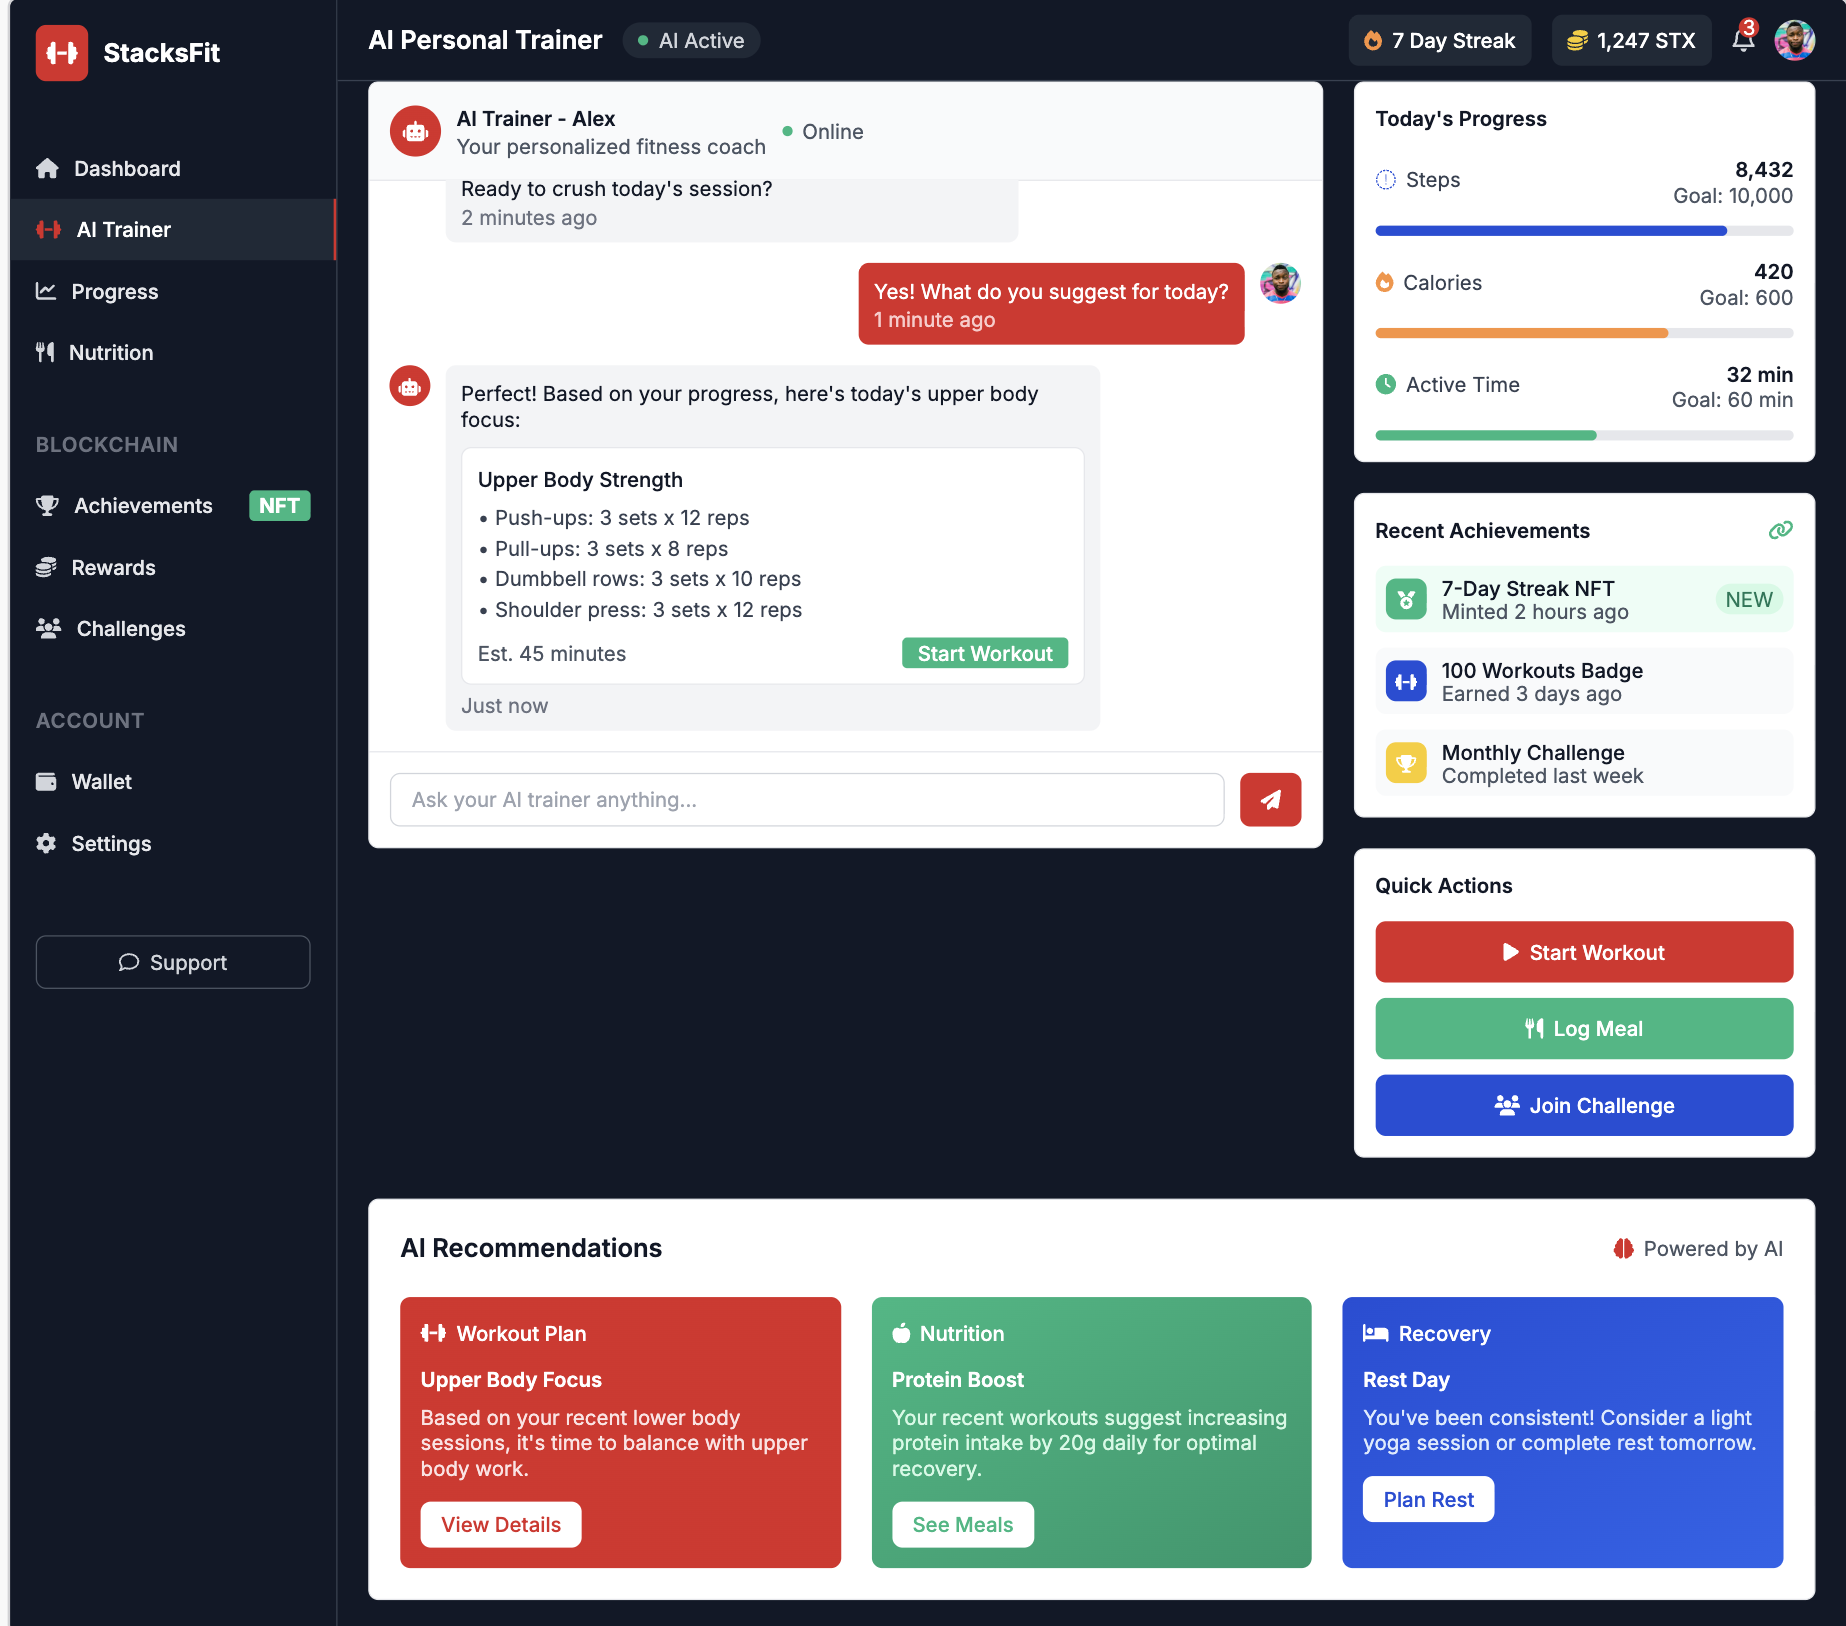 StacksFit
Dashboard
AI Trainer
Progress
Nutrition
BLOCKCHAIN
Achievements NFT
Rewards
Challenges
ACCOUNT
Wallet
Settings
Support
AI Personal Trainer
AI Active
7 Day Streak
1,247 STX
3
AI Trainer - Alex
Your personalized fitness coach
Online
Ready to crush today's session?
2 minutes ago
Yes! What do you suggest for today?
1 minute ago
Perfect! Based on your progress, here's today's upper body
focus:
Upper Body Strength
• Push-ups: 3 sets x 12 reps
• Pull-ups: 3 sets x 8 reps
• Dumbbell rows: 3 sets x 10 reps
• Shoulder press: 3 sets x 12 reps
Est. 45 minutes
Start Workout
Just now
Ask your AI trainer anything...
Today's Progress
Steps
8,432
Goal: 10,000
Calories
420
Goal: 600
Active Time
32 min
Goal: 60 min
Recent Achievements
7-Day Streak NFT
Minted 2 hours ago
NEW
100 Workouts Badge
Earned 3 days ago
Monthly Challenge
Completed last week
Quick Actions
Start Workout
Log Meal
Join Challenge
AI Recommendations
Powered by AI
Workout Plan
Upper Body Focus
Based on your recent lower body
sessions, it's time to balance with upper
body work.
View Details
Nutrition
Protein Boost
Your recent workouts suggest increasing
protein intake by 20g daily for optimal
recovery.
See Meals
Recovery
Rest Day
You've been consistent! Consider a light
yoga session or complete rest tomorrow.
Plan Rest